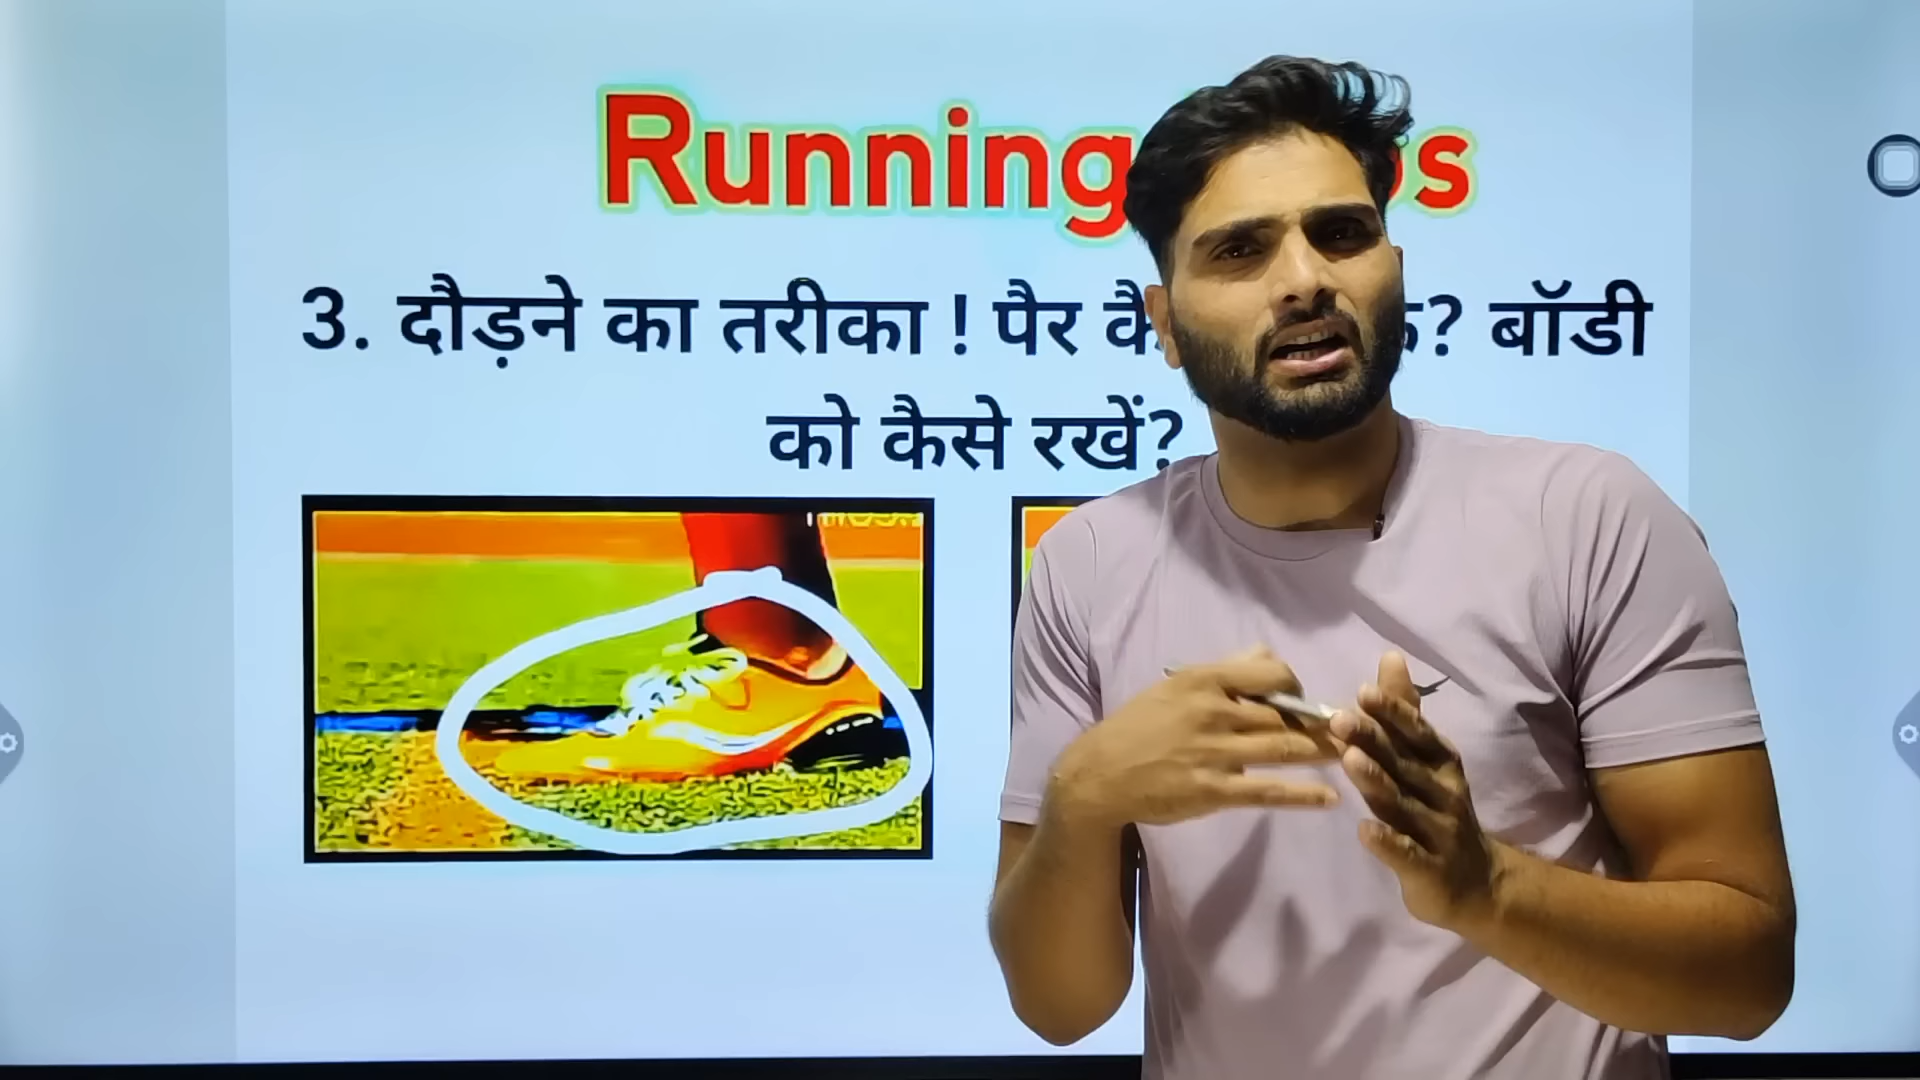 Running
3. दौड़ने का तरीका ! पैर ? बॉडी
को कैसे रखें?